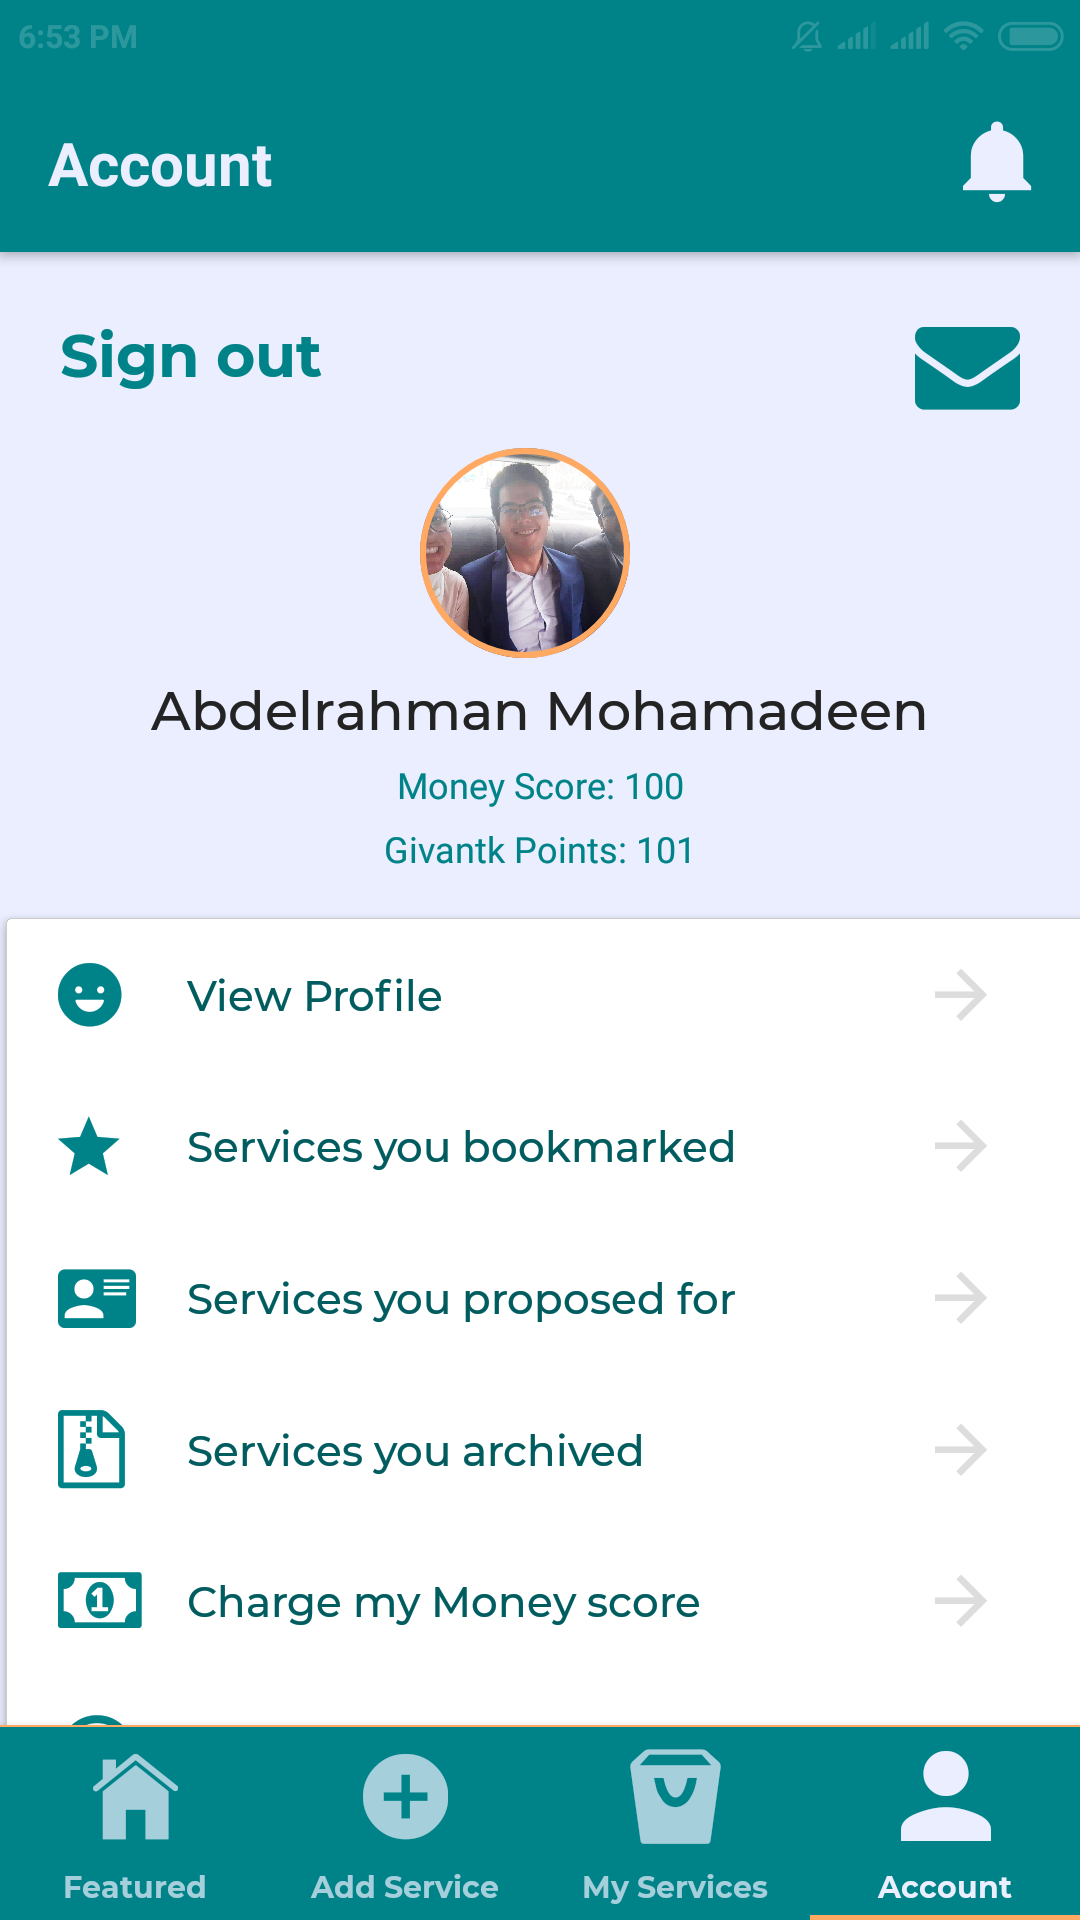 6:53 PM
Account
Sign out
Abdelrahman Mohamadeen
Money Score: 100
Givantk Points: 101
View Profile
Services you bookmarked
Services you proposed for
Services you archived
1
Charge my Money score
Featured
Add Service
My Services
Account